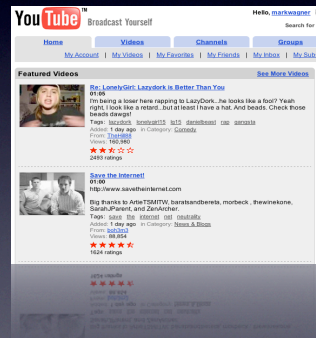 YouTube™ Broadcast Yourself
Hello, markwagner
Search for
Home Videos Channels Groups
My Account | My Videos | My Favorites | My Friends | My Inbox | My Sub
Featured Videos See More Videos
Re: LonelyGirl: Lazydork is Better Than You
01:05
I'm being a loser here rapping to LazyDork..he looks like a fool? Yeah
right, I look like a retard..but at least I have a hat. And beads. Check those
beads dawgs!
Tags: lazydork lonelygirl15 lg15 danielbeast rap gangsta
Added: 1 day ago in Category: Comedy
From: TheHill88
Views: 160,990
2493 ratings
Save the Internet!
01:00
http://www.savetheinternet.com
Big thanks to ArtieTSMITW, baratsandbereta, morbeck , thewinekone,
SarahJParent, and ZenArcher.
Tags: save the internet net neutrality
Added: 1 day ago in Category: News & Blogs
From:
Views: 88,854
1624 ratings